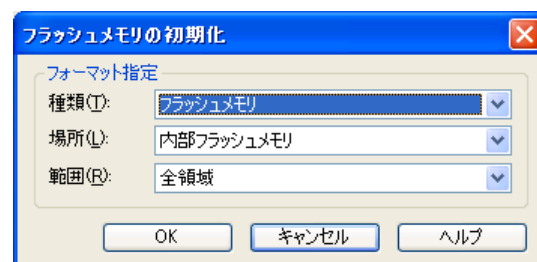 フラッシュメモリの初期化
フォーマット指定
種類(T): フラッシュメモリ
場所(L): 内部フラッシュメモリ
範囲(R): 全領域
OK キャンセル ヘルプ